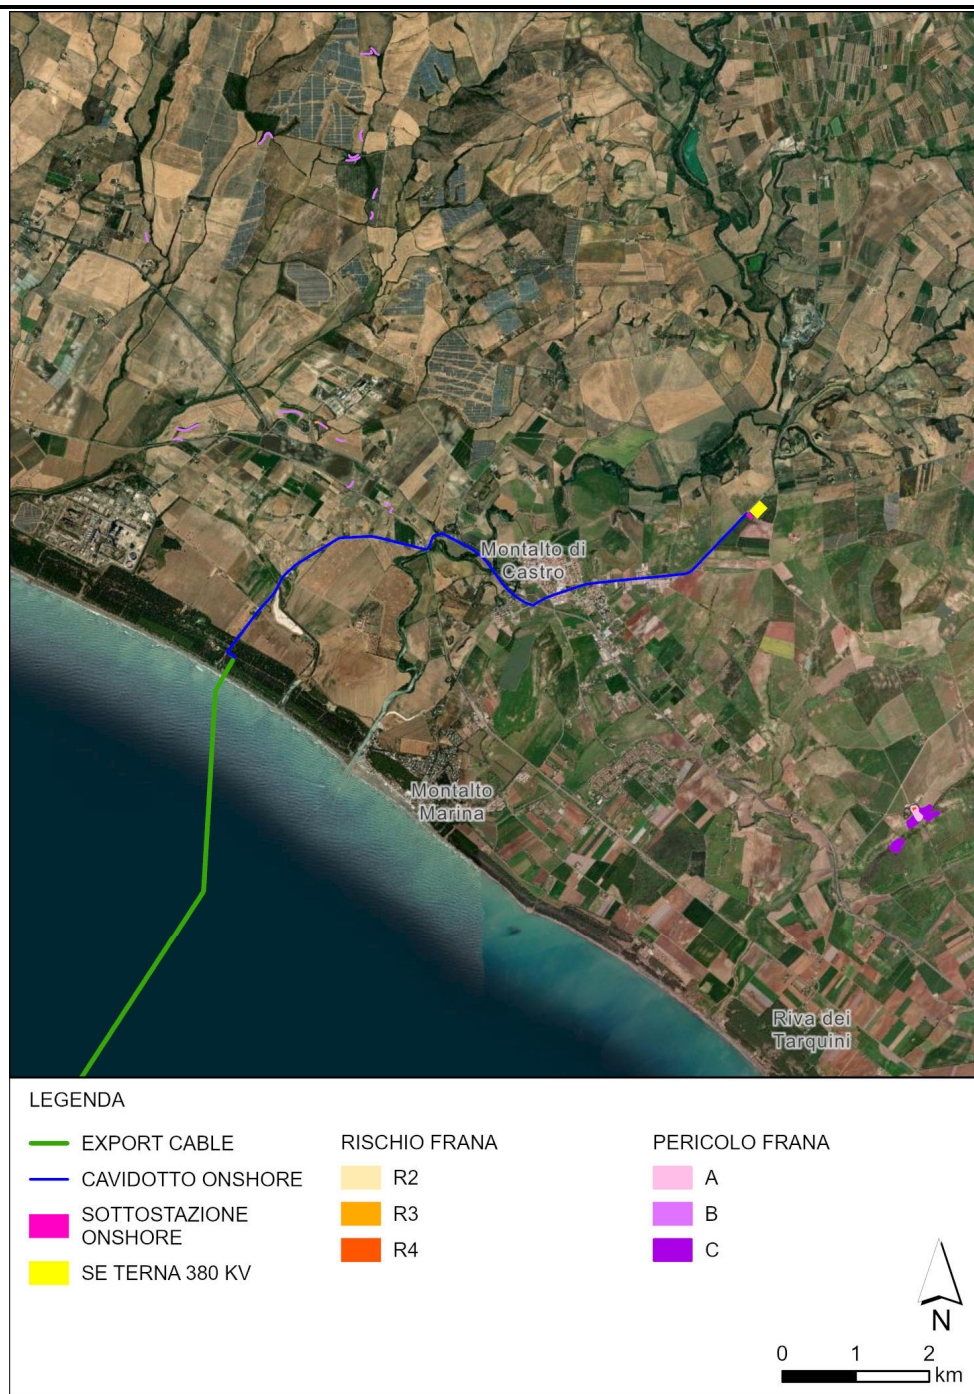 Montalto di
Castro
Montalto
Marina
Riva dei
Tarquini
LEGENDA
EXPORT CABLE
CAVIDOTTO ONSHORE
SOTTOSTAZIONE
ONSHORE
SE TERNA 380 KV
RISCHIO FRANA
R2
R3
R4
PERICOLO FRANA
A
B
C
N
0 1 2
km